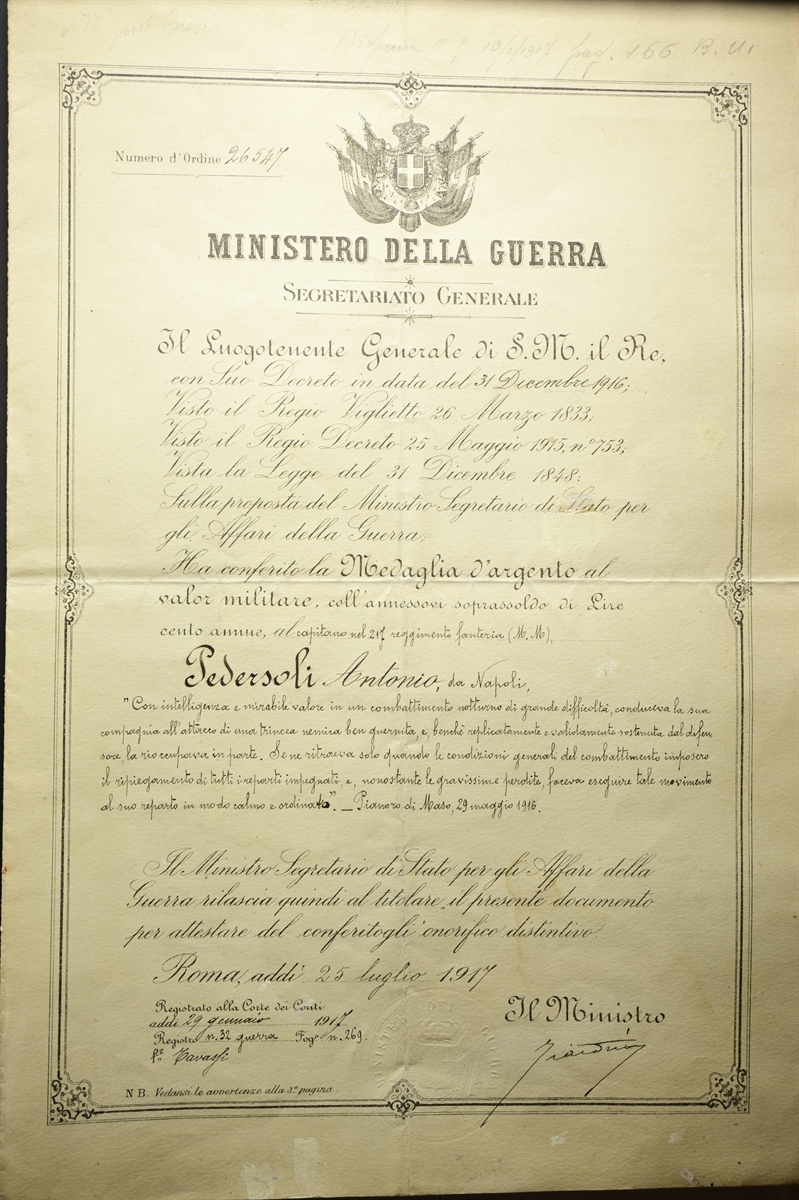 10/1/1917 pag. 166 B. U.
Numero d'Ordine 26547
MINISTERO DELLA GUERRA
SEGRETARIATO GENERALE
Il Luogotenente Generale di S. M. il Re,
con Suo Decreto in data del 31 Decembre 1916;
Visto il Regio Viglietto 26 Marzo 1833;
Visto il Regio Decreto 25 Maggio 1915, n° 753;
Vista la Legge del 31 Dicembre 1848:
Sulla proposta del Ministro Segretario di Stato per
gli Affari della Guerra;
Ha conferito la Medaglia d'argento al
valor militare, coll'annessovi soprassoldo di Lire
cento annue, al capitano nel 217 reggimento fanteria (M. M),
Pedersoli Antonio, da Napoli,
"Con intelligenza e mirabile valore in un combattimento notturno di grande difficoltà, conduceva la sua
compagnia all'attacco di una trincea nemica ben guernita, e, benchè replicatamente e validamente sostenuta, dal difen-
sore, la rioccupava in parte. Se ne ritraeva solo quando le condizioni generali del combattimento imposero
il ripiegamento di tutti i reparti impegnati, e, nonostante le gravissime perdite, faceva eseguire tale movimento
al suo reparto in modo calmo e ordinato". _ Pianoro di Maso, 29 maggio 1916.
Il Ministro Segretario di Stato per gli Affari della
Guerra rilascia quindi al titolare il presente documento
per attestare del conferitogli onorifico distintivo.
Roma, addì 25 luglio 1917
Registrato alla Corte dei Conti
addì 29 gennaio 1917
Registro n. 32 guerra Fog° n. 269.
f.° Tavassi
Il Ministro
N B. Vedansi le avvertenze alla 3ª pagina.